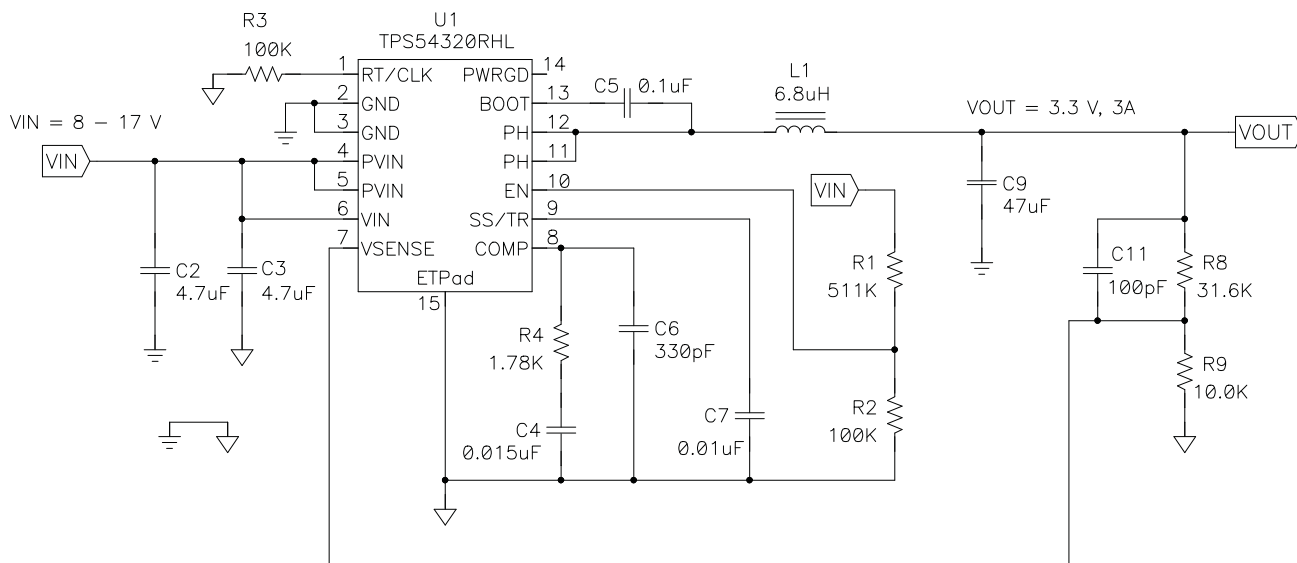 R3
100K
U1
TPS54320RHL
1 RT/CLK PWRGD 14
2 GND BOOT 13
3 GND PH 12
4 PVIN PH 11
5 PVIN EN 10
6 VIN SS/TR 9
7 VSENSE COMP 8
ETPad
15
C5 0.1uF
L1
6.8uH
VIN = 8 – 17 V
VIN
VOUT = 3.3 V, 3A
VOUT
VIN
C9
47uF
C2
4.7uF
C3
4.7uF
R1
511K
C11
100pF
R8
31.6K
R4
1.78K
C6
330pF
R9
10.0K
C4
0.015uF
C7
0.01uF
R2
100K